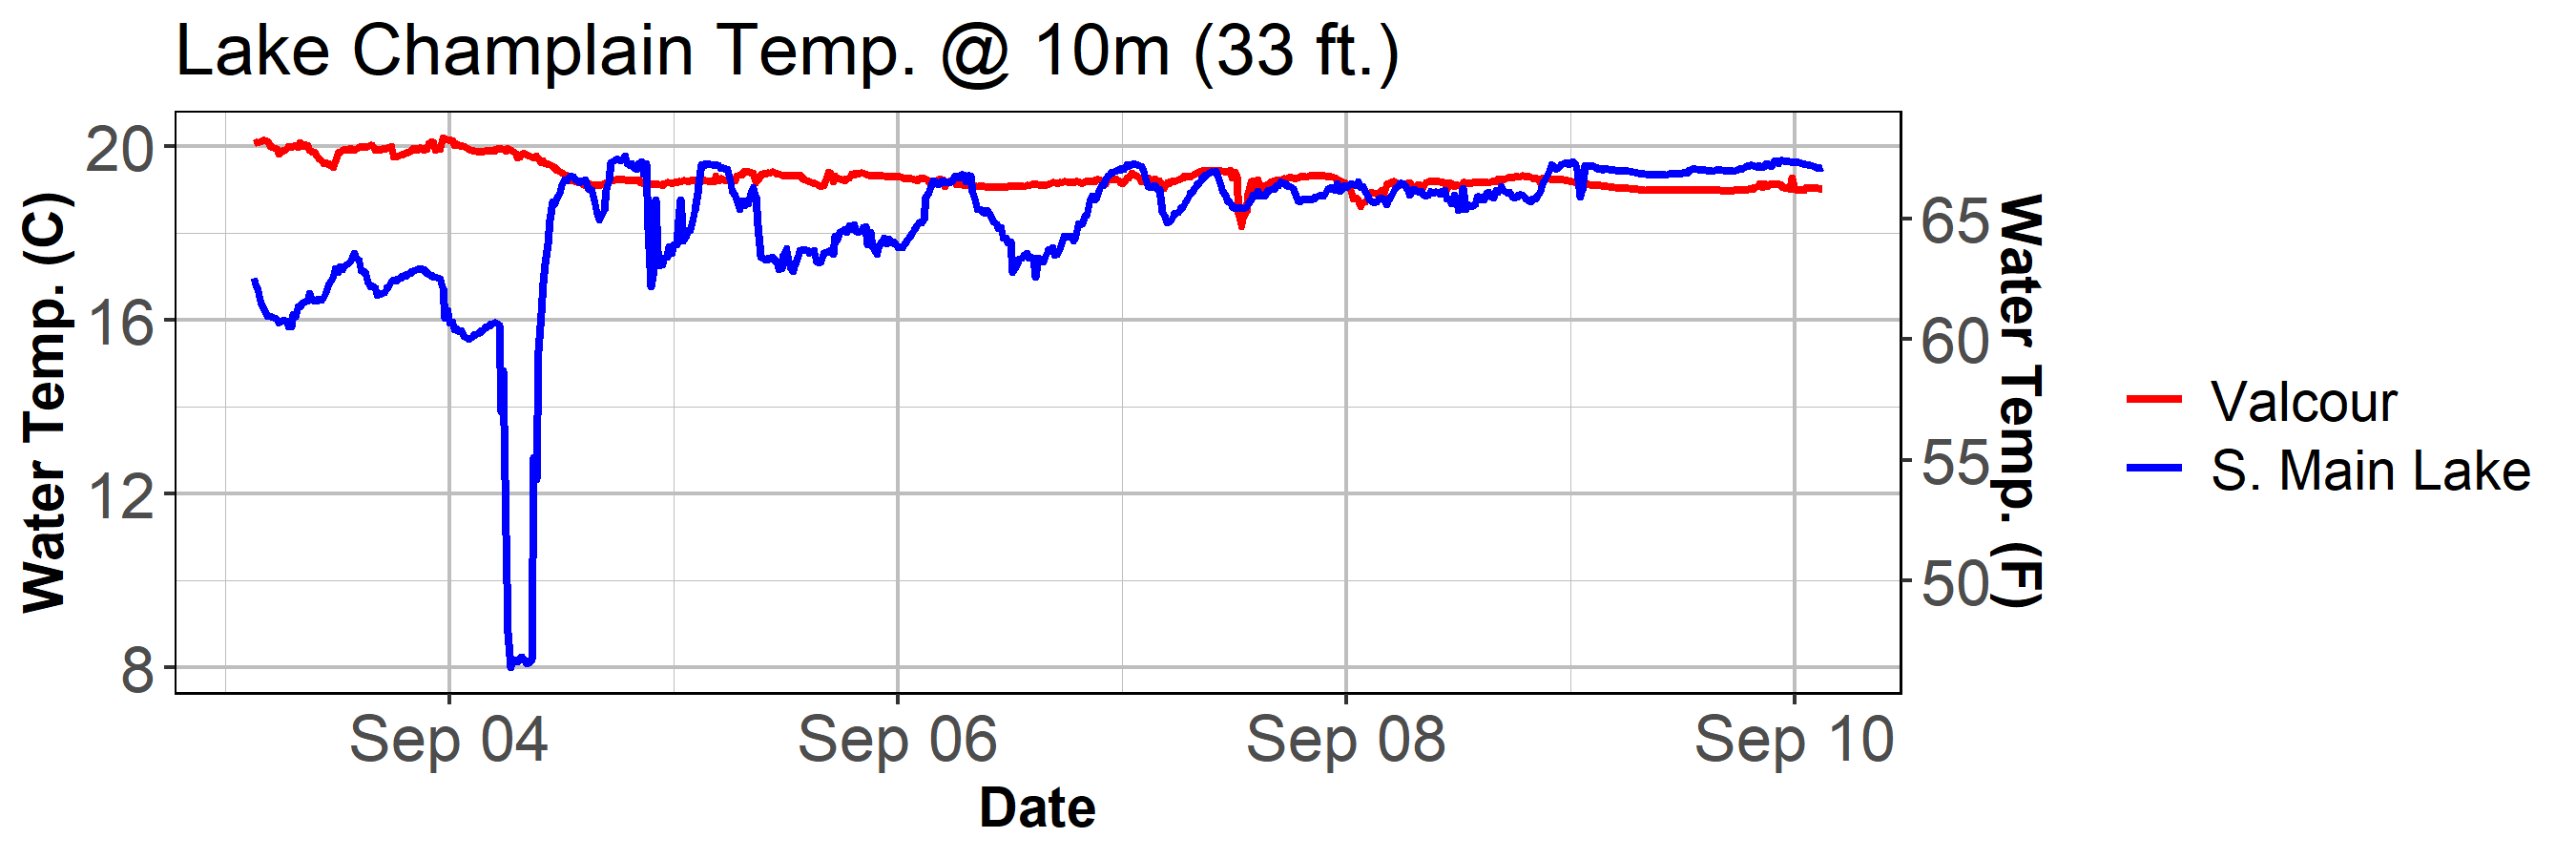 Lake Champlain Temp. @ 10m (33 ft.)
Water Temp. (C)
20
16
12
8
65
60
55
50
Water Temp. (F)
Valcour
S. Main Lake
Sep 04
Sep 06
Sep 08
Sep 10
Date